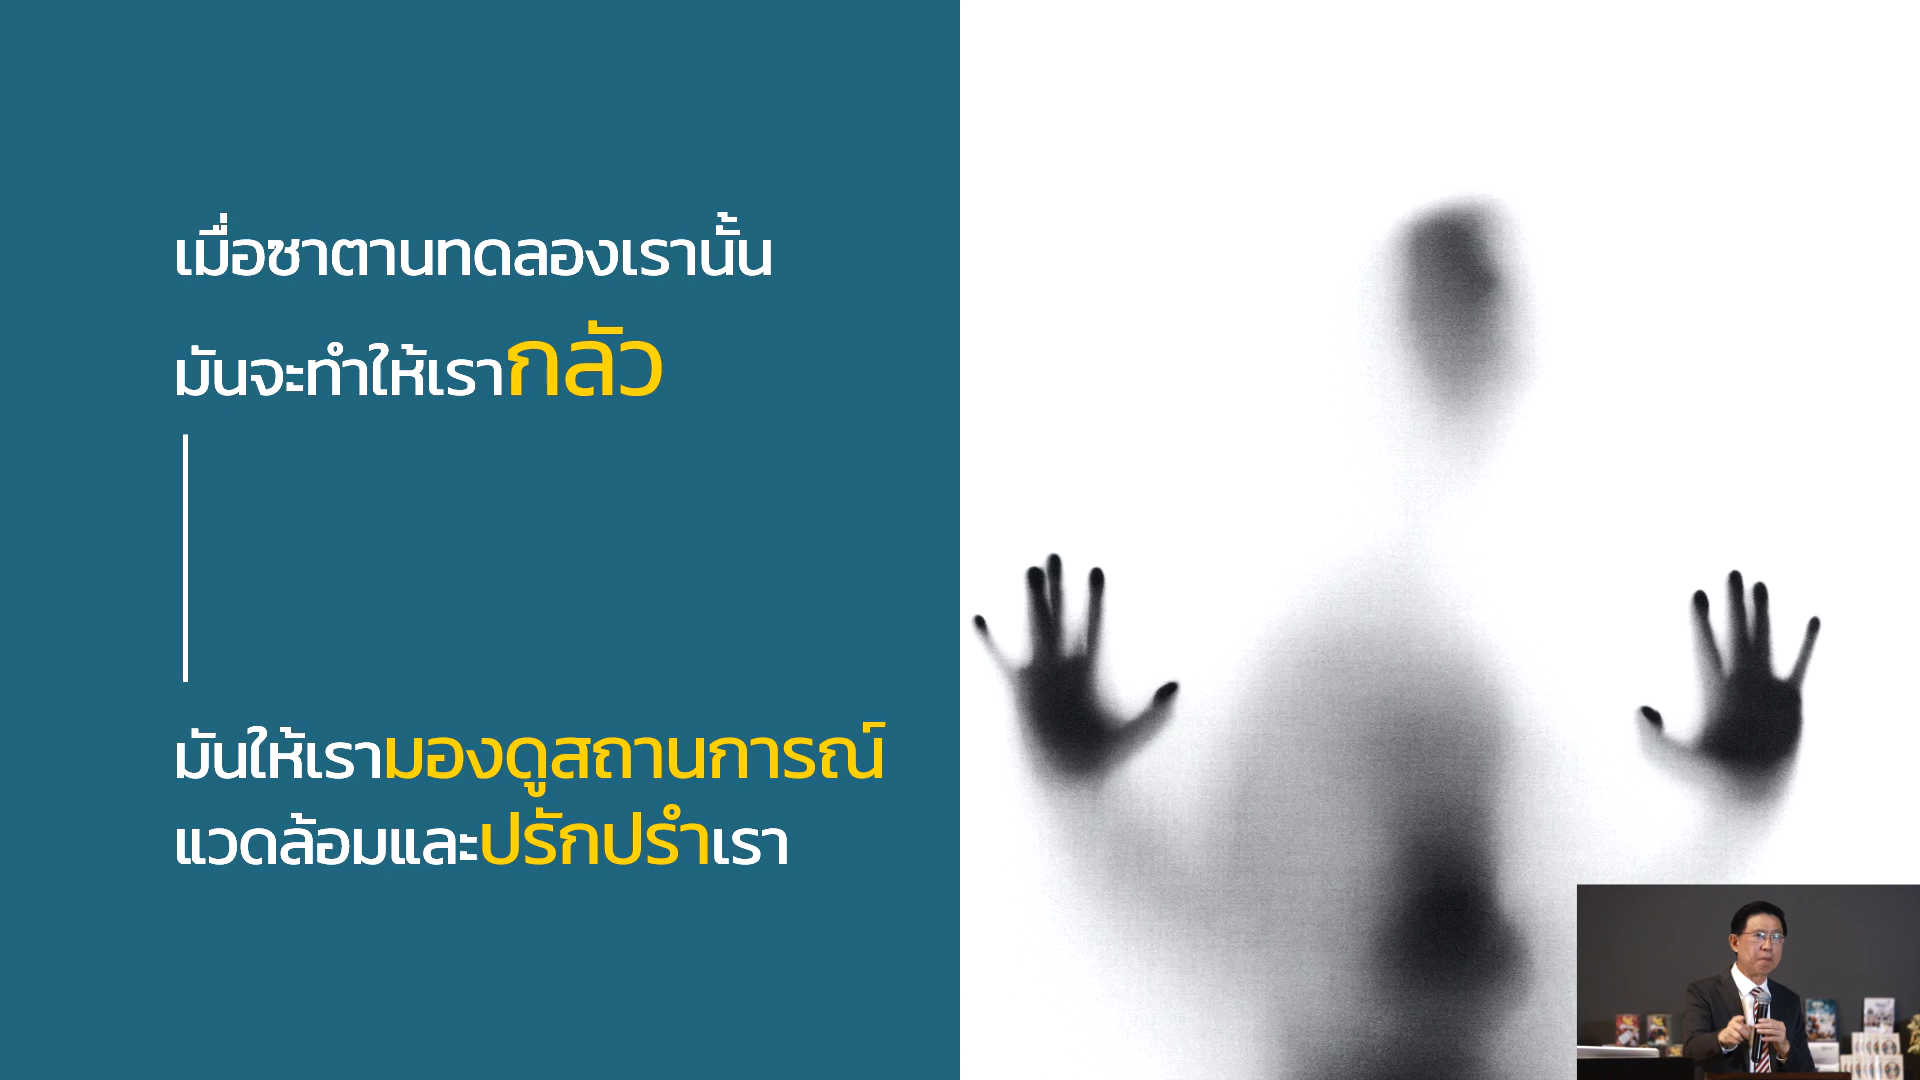 เมื่อซาตานทดลองเรานั้น
มันจะทำให้เรากลัว
มันให้เรามองดูสถานการณ์
แวดล้อมและปรักปรำเรา